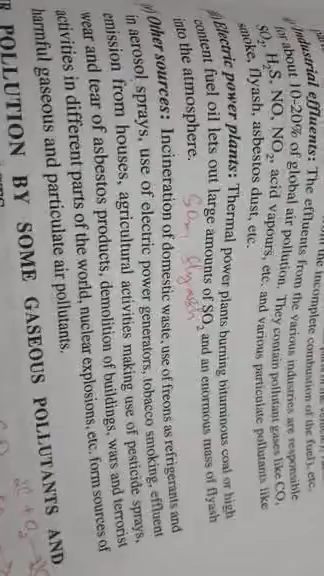 the incomplete combustion of the fuel), etc.
Industrial effluents: The effluents from the various industries are responsible
for about 10-20% of global air pollution. They contain pollutant gases like CO,
SO2, H2S, NO, NO2; acid vapours, etc. and various particulate pollutants like
smoke, flyash, asbestos dust, etc.
Electric power plants: Thermal power plants burning bituminous coal or high
content fuel oil lets out large amounts of SO2 and an enormous mass of flyash
into the atmosphere.
flyash
Other sources: Incineration of domestic waste, use of freons as refrigerants and
in aerosol sprays, use of electric power generators, tobacco smoking, effluent
emission from houses, agricultural activities making use of pesticide sprays,
wear and tear of asbestos products, demolition of buildings, wars and terrorist
activities in different parts of the world, nuclear explosions, etc. form sources of
harmful gaseous and particulate air pollutants.
R POLLUTION BY SOME GASEOUS POLLUTANTS AND